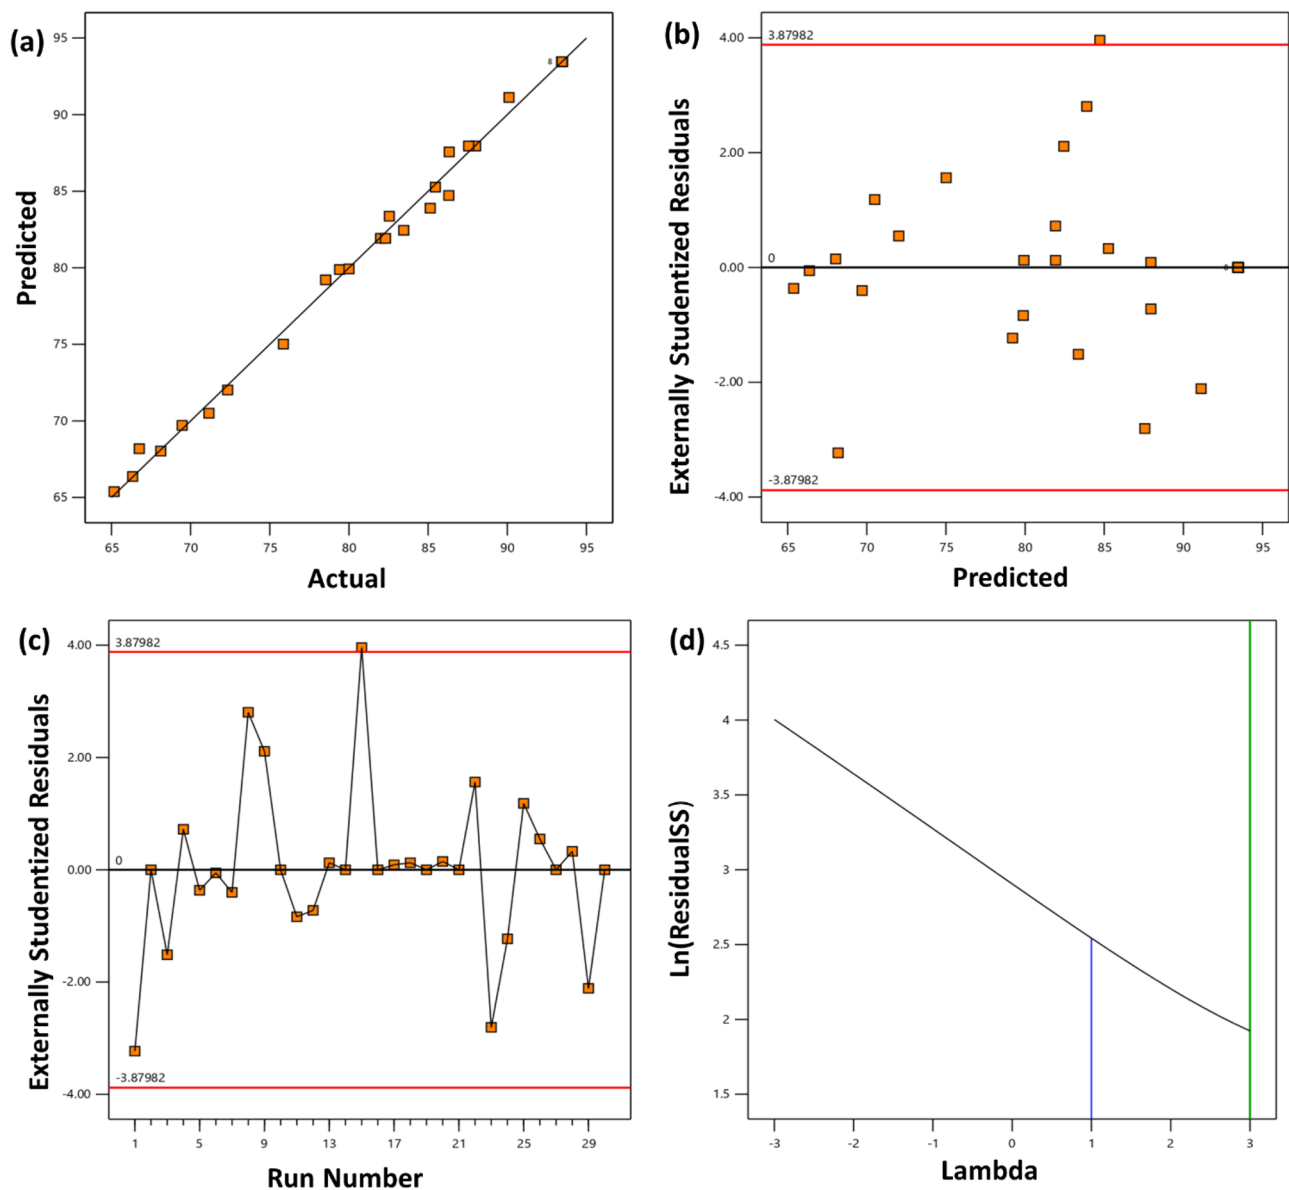 (a)
95
90
85
80
75
70
65
8
Predicted
65 70 75 80 85 90 95
Actual
(b)
4.00
2.00
0.00
-2.00
-4.00
3.87982
0
8
-3.87982
Externally Studentized Residuals
65 70 75 80 85 90 95
Predicted
(c)
4.00
2.00
0.00
-2.00
-4.00
3.87982
0
-3.87982
Externally Studentized Residuals
1 5 9 13 17 21 25 29
Run Number
(d)
4.5
4
3.5
3
2.5
2
1.5
Ln(ResidualSS)
-3 -2 -1 0 1 2 3
Lambda